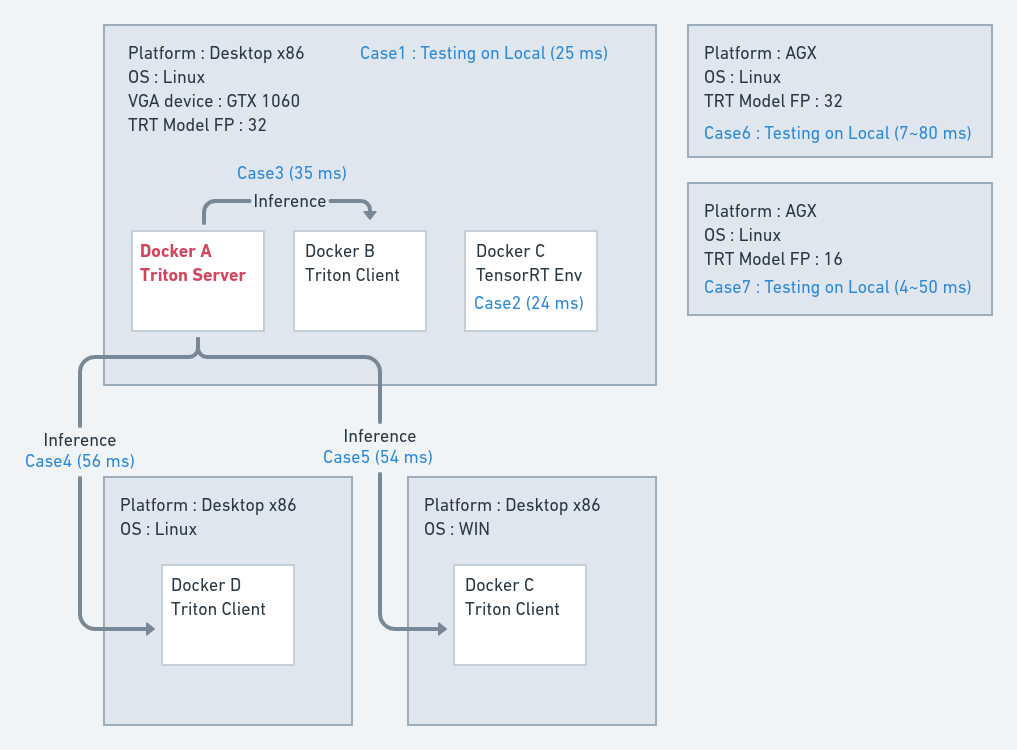 Platform : Desktop x86
OS : Linux
VGA device : GTX 1060
TRT Model FP : 32
Case1 : Testing on Local (25 ms)
Case3 (35 ms)
Inference
Docker A
Triton Server
Docker B
Triton Client
Docker C
TensorRT Env
Case2 (24 ms)
Platform : AGX
OS : Linux
TRT Model FP : 32
Case6 : Testing on Local (7~80 ms)
Platform : AGX
OS : Linux
TRT Model FP : 16
Case7 : Testing on Local (4~50 ms)
Inference
Case4 (56 ms)
Inference
Case5 (54 ms)
Platform : Desktop x86
OS : Linux
Docker D
Triton Client
Platform : Desktop x86
OS : WIN
Docker C
Triton Client